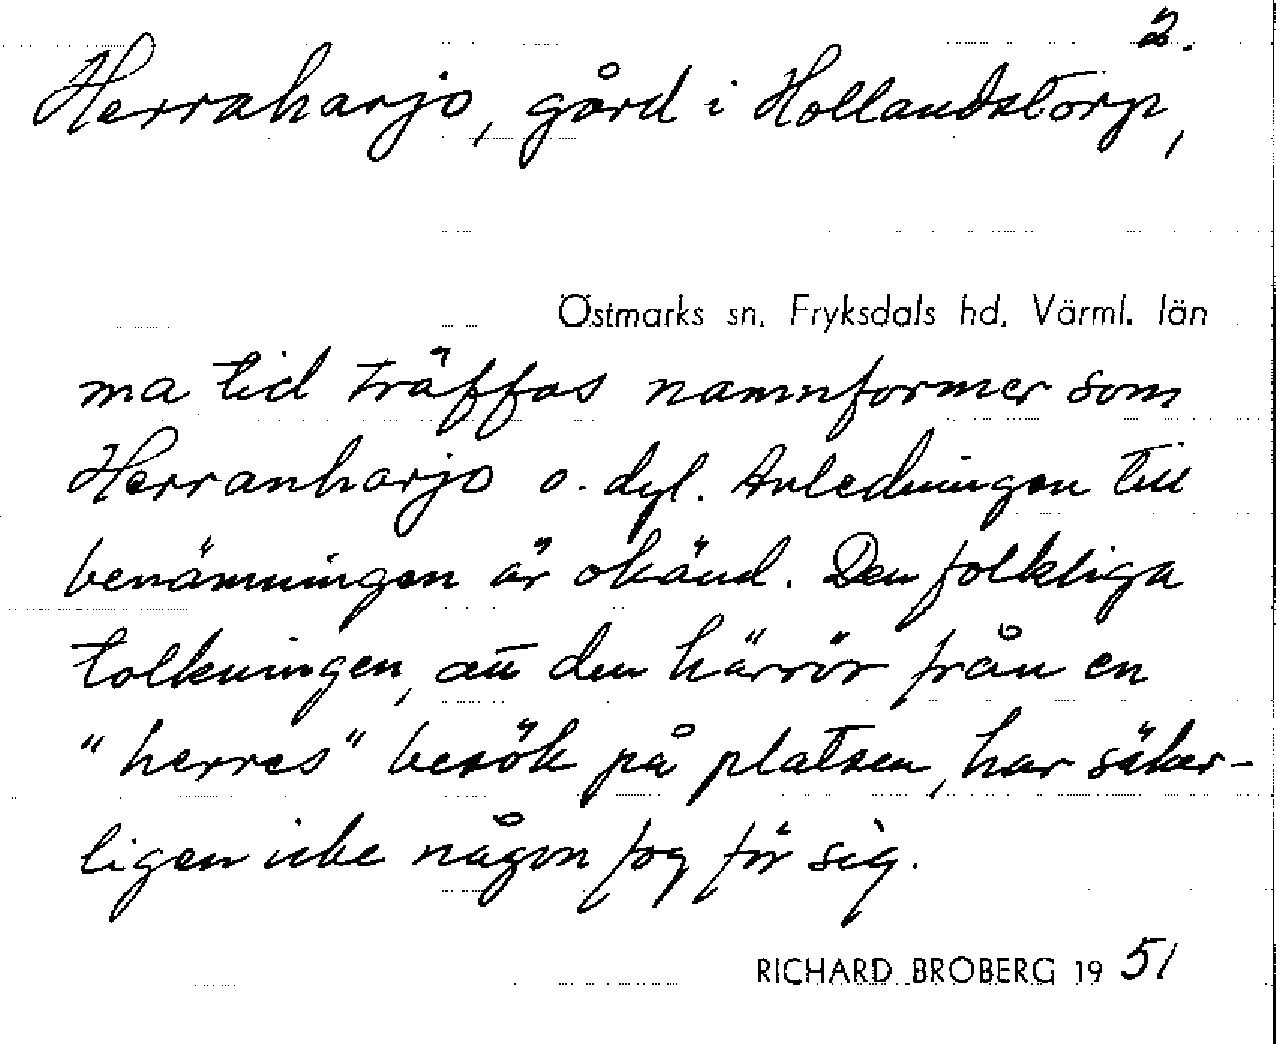 2.
Herraharjo, gård i Hollandstorp,
Östmarks sn, Fryksdals hd, Värml. län
ma tid träffas namnformer som
Herranharjo o. dyl. Anledningen till
benämningen är okänd. Den folkliga
tolkningen, att den härrör från en
"herres" besök på platsen, har säker-
ligen icke någon fog för sig.
RICHARD BROBERG 1951